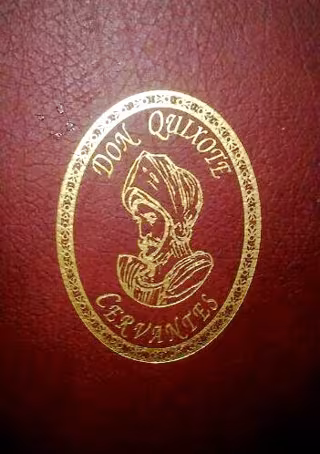 DON QUIXOTE
CERVANTES